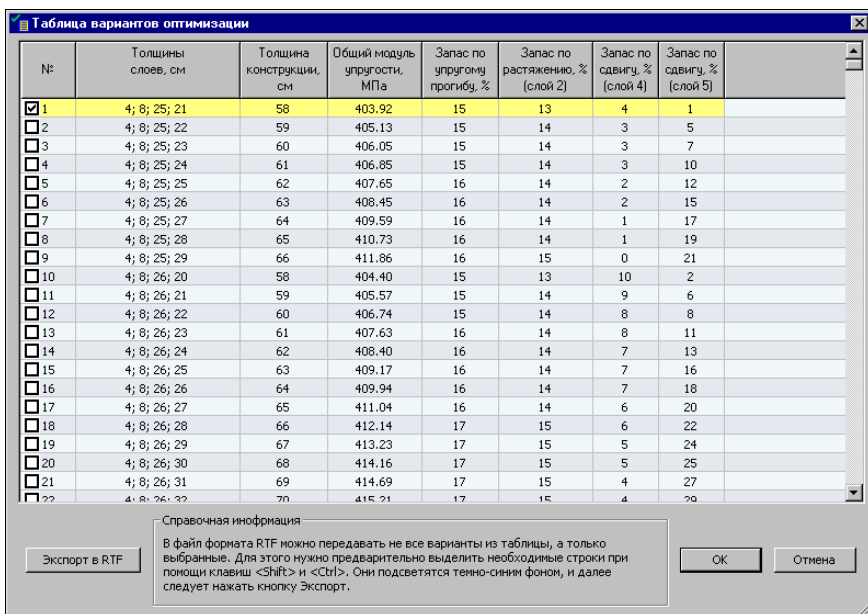 Таблица вариантов оптимизации
№ Толщины слоев, см Толщина конструкции, см Общий модуль упругости, МПа Запас по упругому прогибу, % Запас по растяжению, % (слой 2) Запас по сдвигу, % (слой 4) Запас по сдвигу, % (слой 5)
1 4; 8; 25; 21 58 403.92 15 13 4 1
2 4; 8; 25; 22 59 405.13 15 14 3 5
3 4; 8; 25; 23 60 406.05 15 14 3 7
4 4; 8; 25; 24 61 406.85 15 14 3 10
5 4; 8; 25; 25 62 407.65 16 14 2 12
6 4; 8; 25; 26 63 408.45 16 14 2 15
7 4; 8; 25; 27 64 409.59 16 14 1 17
8 4; 8; 25; 28 65 410.73 16 14 1 19
9 4; 8; 25; 29 66 411.86 16 15 0 21
10 4; 8; 26; 20 58 404.40 15 13 10 2
11 4; 8; 26; 21 59 405.57 15 14 9 6
12 4; 8; 26; 22 60 406.74 15 14 8 8
13 4; 8; 26; 23 61 407.63 16 14 8 11
14 4; 8; 26; 24 62 408.40 16 14 7 13
15 4; 8; 26; 25 63 409.17 16 14 7 16
16 4; 8; 26; 26 64 409.94 16 14 7 18
17 4; 8; 26; 27 65 411.04 16 14 6 20
18 4; 8; 26; 28 66 412.14 17 15 6 22
19 4; 8; 26; 29 67 413.23 17 15 5 24
20 4; 8; 26; 30 68 414.16 17 15 5 25
21 4; 8; 26; 31 69 414.69 17 15 4 27
22 4; 8; 26; 32 70 415.21 17 15 4 29
Справочная инофрмация
В файл формата RTF можно передавать не все варианты из таблицы, а только
выбранные. Для этого нужно предварительно выделить необходимые строки при
помощи клавиш <Shift> и <Ctrl>. Они подсветятся темно-синим фоном, и далее
следует нажать кнопку Экспорт.
Экспорт в RTF
OK
Отмена